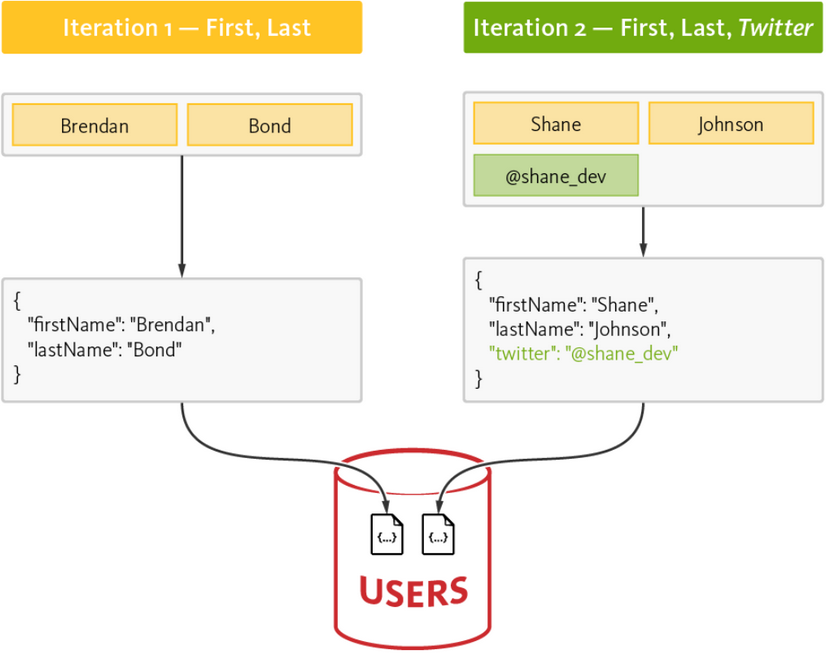 Iteration 1 — First, Last
Brendan
Bond
{
"firstName": "Brendan",
"lastName": "Bond"
}
Iteration 2 — First, Last, Twitter
Shane
Johnson
@shane_dev
{
"firstName": "Shane",
"lastName": "Johnson",
"twitter": "@shane_dev"
}
{...}
{...}
USERS